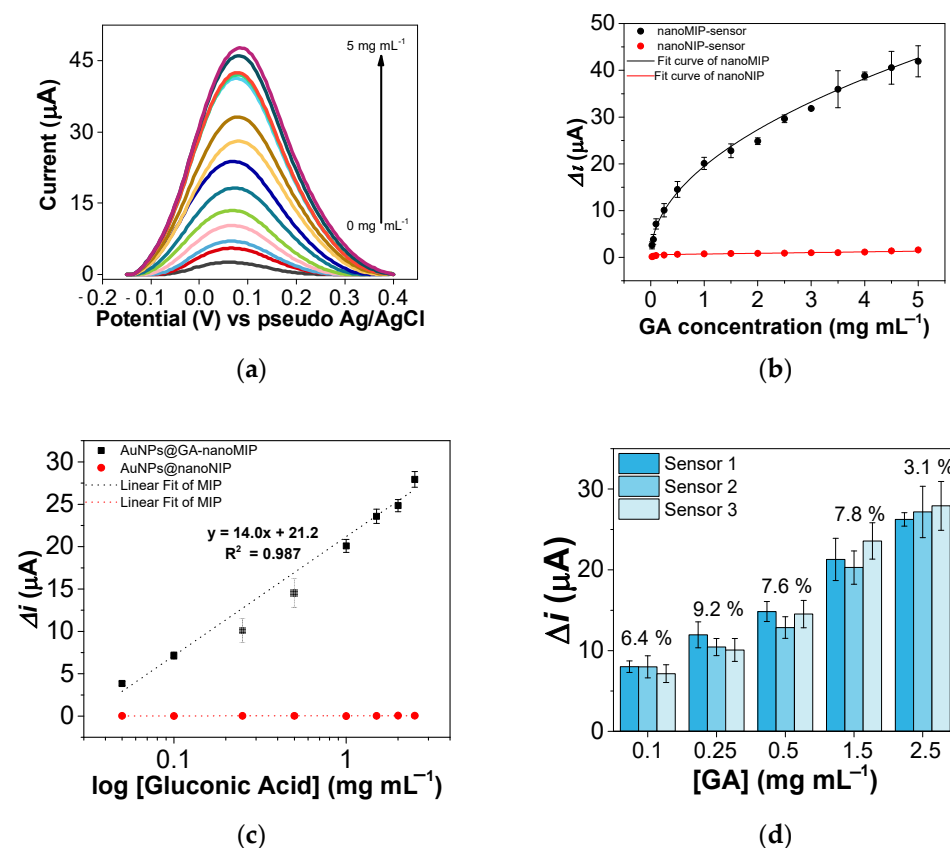 45
30
15
0
Current (µA)
5 mg mL⁻¹
0 mg mL⁻¹
-0.2 -0.1 0.0 0.1 0.2 0.3 0.4
Potential (V) vs pseudo Ag/AgCl
(a)
50
40
30
20
10
0
Δi (µA)
nanoMIP-sensor
nanoNIP-sensor
Fit curve of nanoMIP
Fit curve of nanoNIP
0 1 2 3 4 5
GA concentration (mg mL⁻¹)
(b)
30
25
20
15
10
5
0
Δi (µA)
AuNPs@GA-nanoMIP
AuNPs@nanoNIP
Linear Fit of MIP
Linear Fit of MIP
y = 14.0x + 21.2
R² = 0.987
0.1 1
log [Gluconic Acid] (mg mL⁻¹)
(c)
30
20
10
0
Δi (µA)
Sensor 1
Sensor 2
Sensor 3
6.4 %
9.2 %
7.6 %
7.8 %
3.1 %
0.1 0.25 0.5 1.5 2.5
[GA] (mg mL⁻¹)
(d)